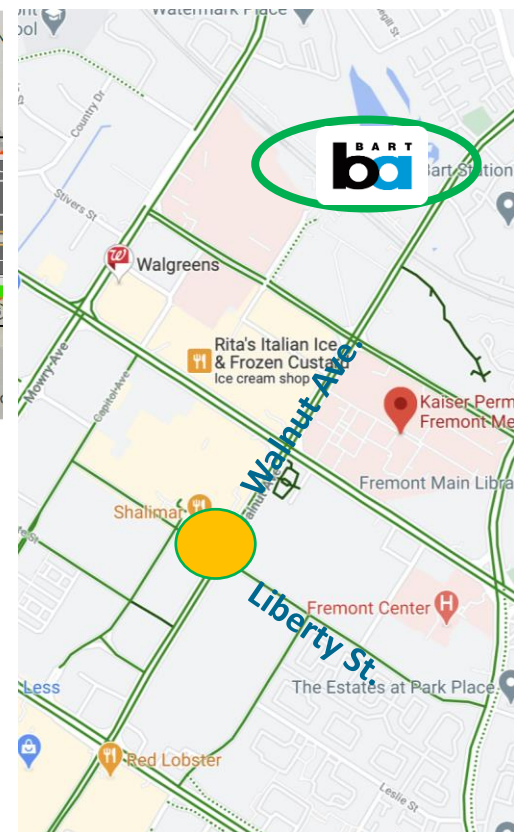 Watermark Place
ool
Country Dr
Stivers St
BART
ba
Bart Station
Walgreens
Mowry Ave
Capitol Ave
Rita's Italian Ice
& Frozen Custa
Ice cream shop
Walnut Ave.
Kaiser Perm
Fremont Me
Fremont Main Libra
Shalimar
Liberty St.
Fremont Center
H
The Estates at Park Place
Less
Red Lobster
Leslie St